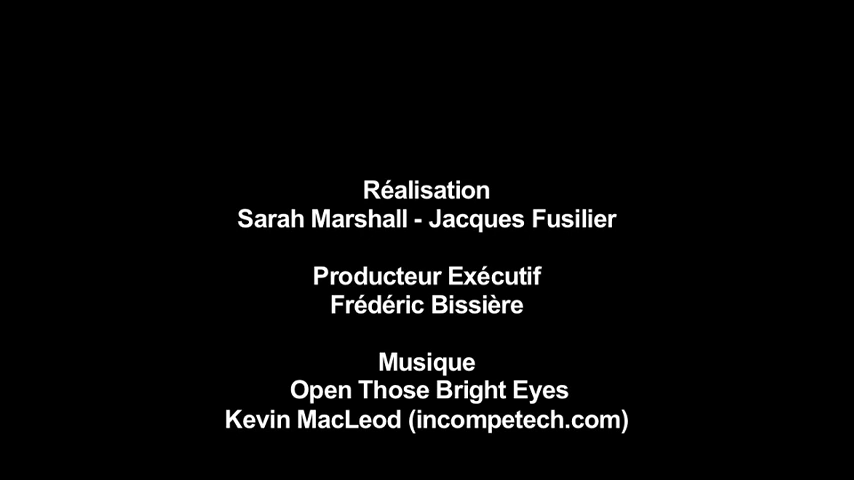 Réalisation
Sarah Marshall - Jacques Fusilier
Producteur Exécutif
Frédéric Bissière
Musique
Open Those Bright Eyes
Kevin MacLeod (incompetech.com)